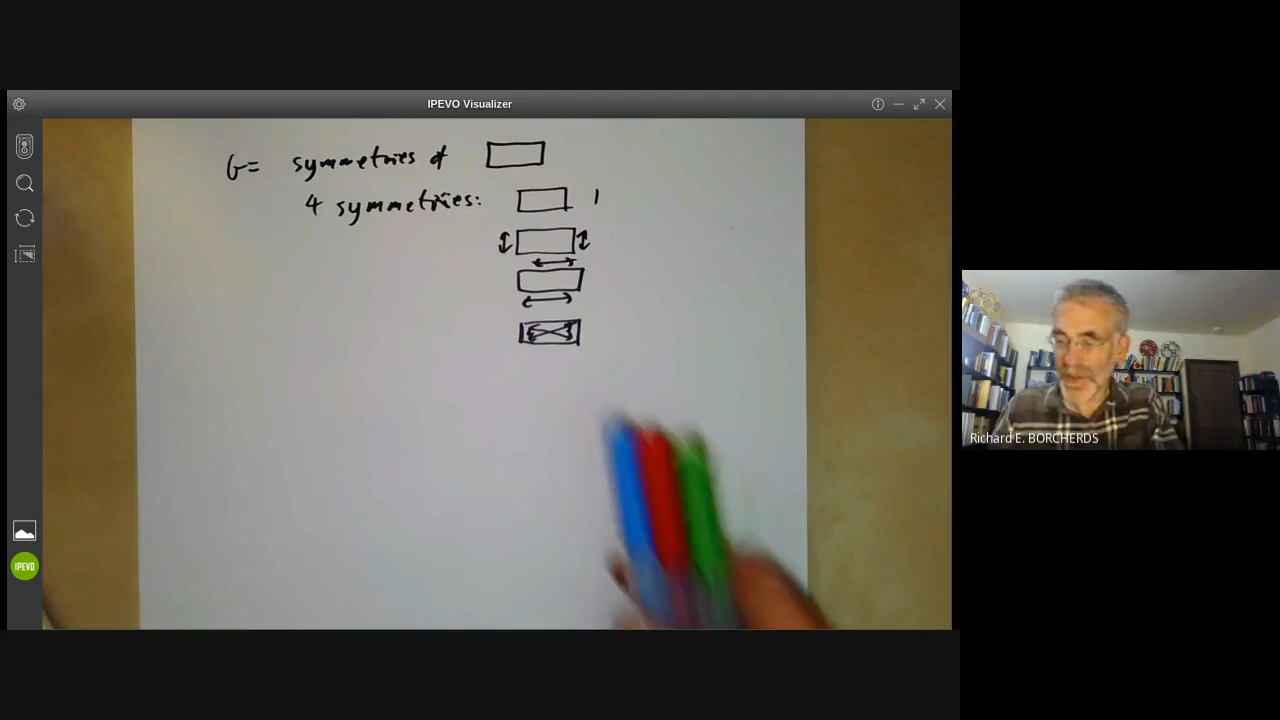 IPEVO Visualizer
G = symmetries of
4 symmetries: 1
IPEVO
Richard E. BORCHERDS